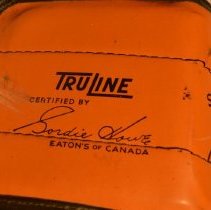 TRULINE
CERTIFIED BY
Gordie Howe
EATON'S OF CANADA